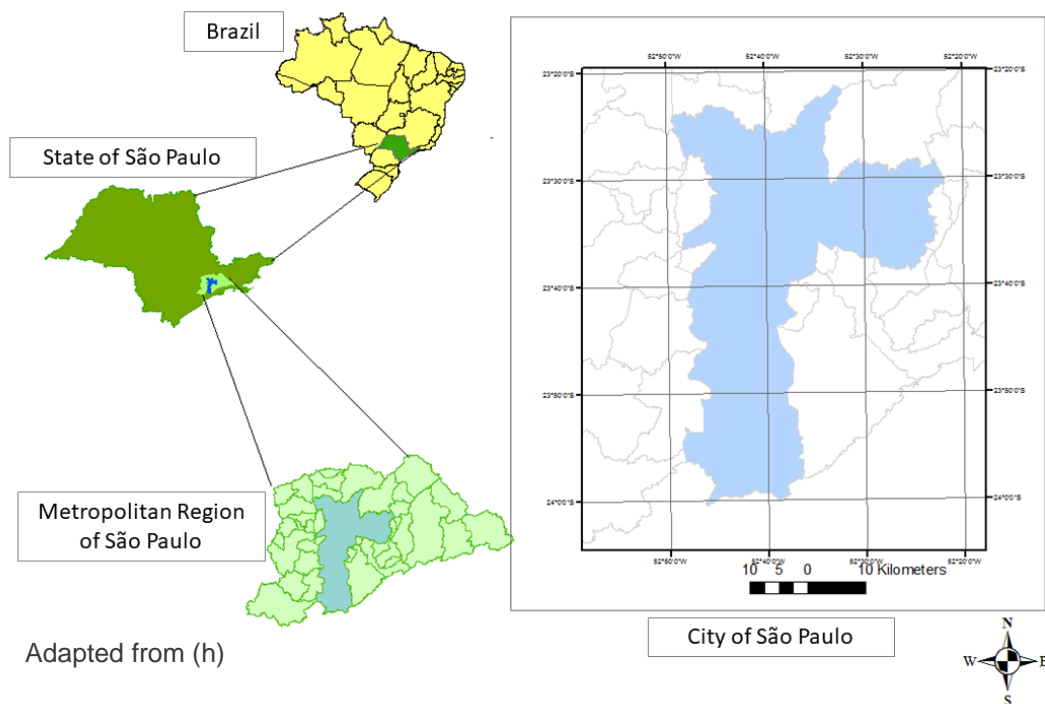 Brazil
State of São Paulo
Metropolitan Region
of São Paulo
Adapted from (h)
52°50'0"W 52°40'0"W 52°30'0"W 52°20'0"W
23°20'0"S 23°20'0"S
23°30'0"S 23°30'0"S
23°40'0"S 23°40'0"S
23°50'0"S 23°50'0"S
24°00'0"S 24°00'0"S
52°50'0"W 52°40'0"W 52°30'0"W 52°20'0"W
10 5 0 10 Kilometers
City of São Paulo
N
W E
S